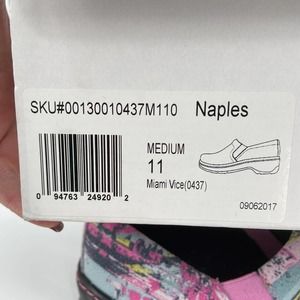 SKU#00130010437M110 Naples
MEDIUM
11
Miami Vice(0437)
0 94763 24920 2
09062017